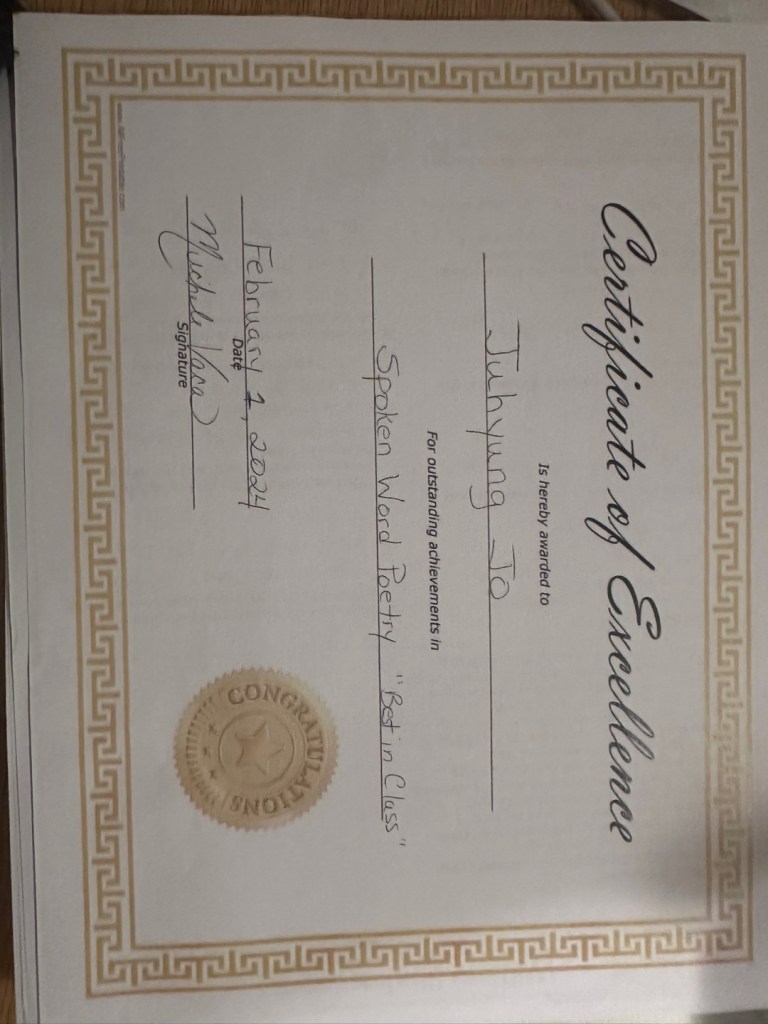 Certificate of Excellence
Is hereby awarded to
Juhyung Jo
For outstanding achievements in
Spoken Word Poetry "Best in Class"
February 1, 2024
Date
Signature
CONGRATULATIONS